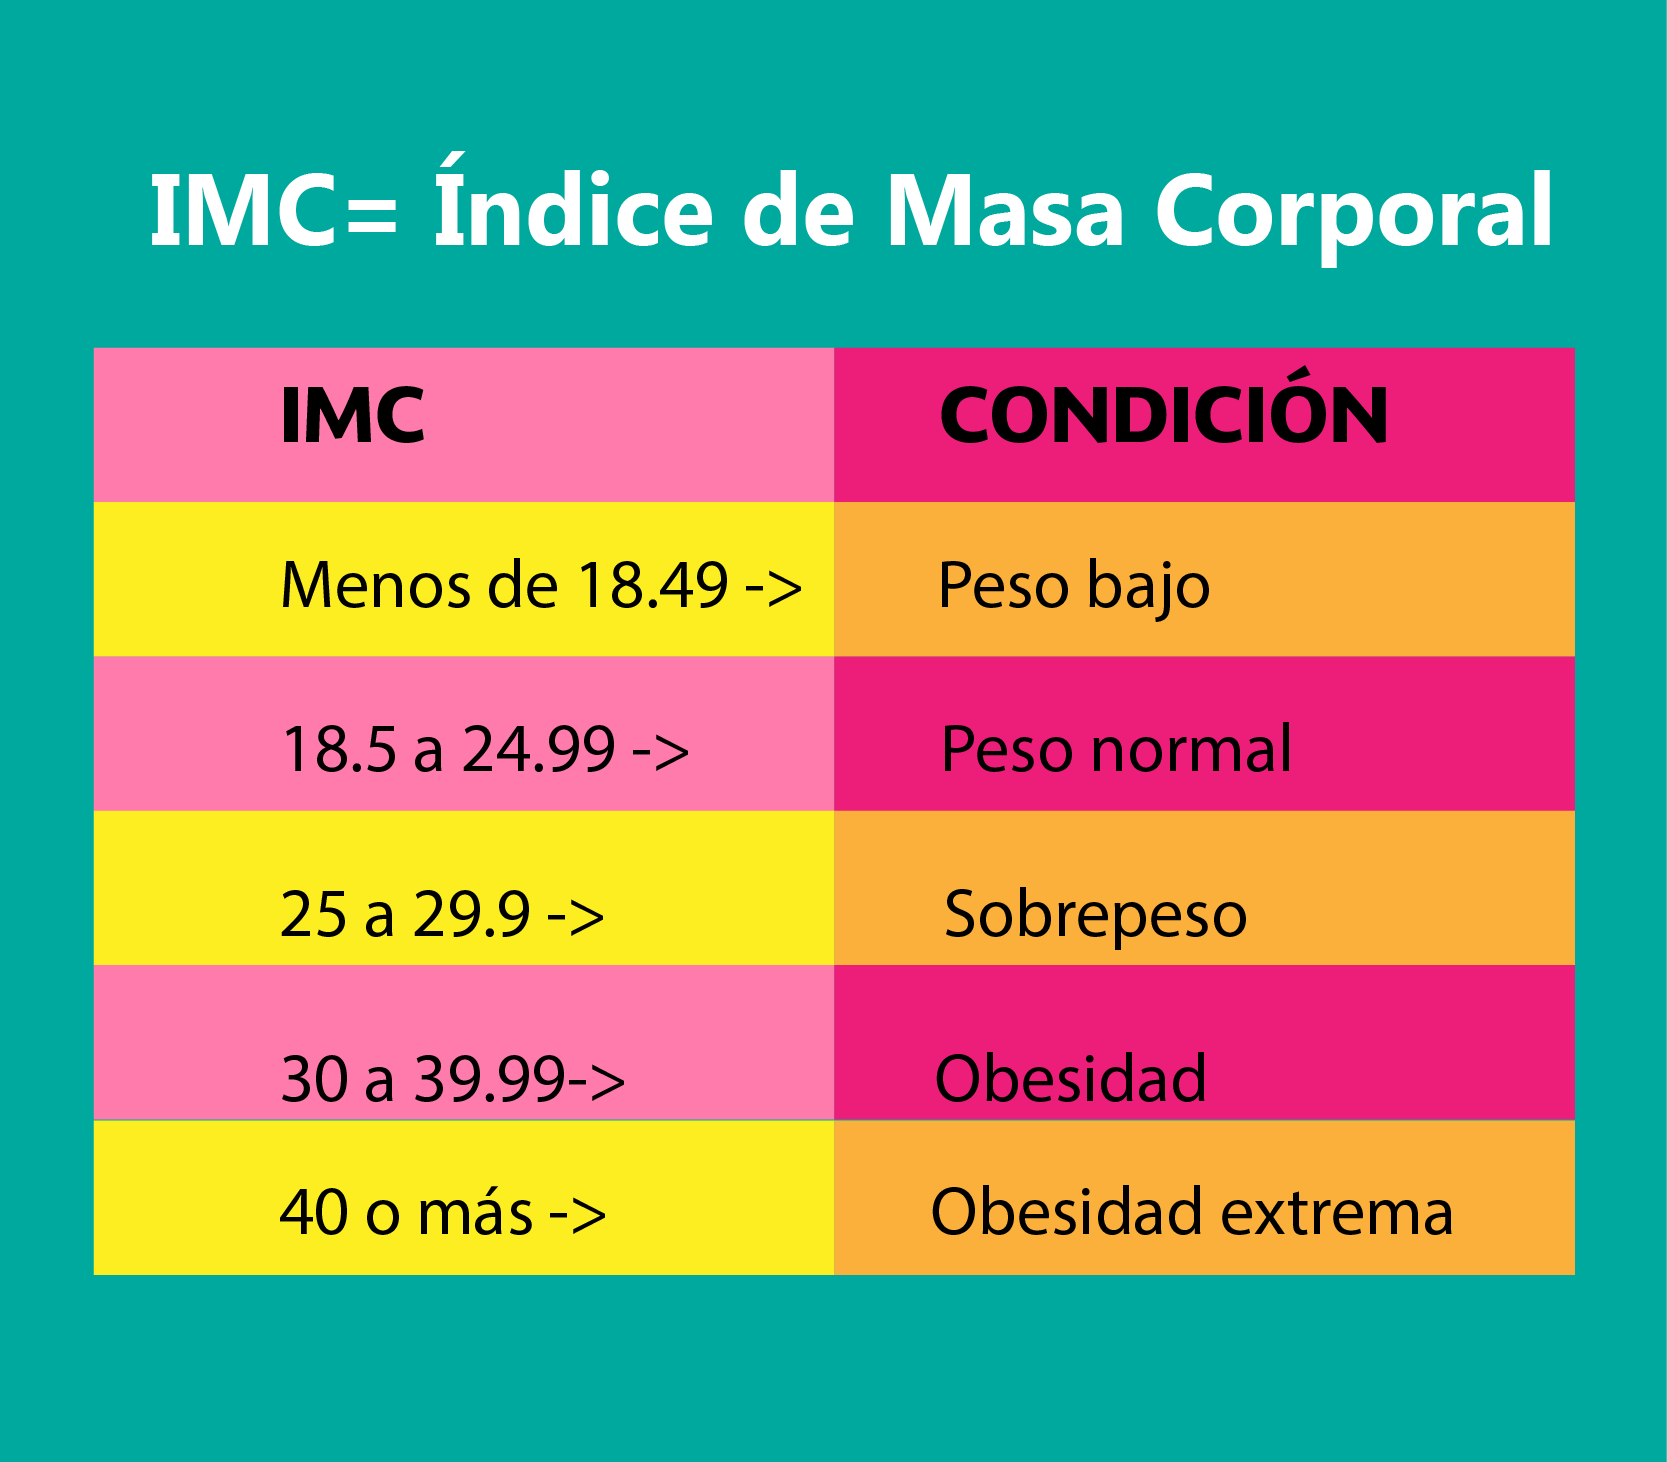 IMC= Índice de Masa Corporal
IMC CONDICIÓN
Menos de 18.49 -> Peso bajo
18.5 a 24.99 -> Peso normal
25 a 29.9 -> Sobrepeso
30 a 39.99-> Obesidad
40 o más -> Obesidad extrema